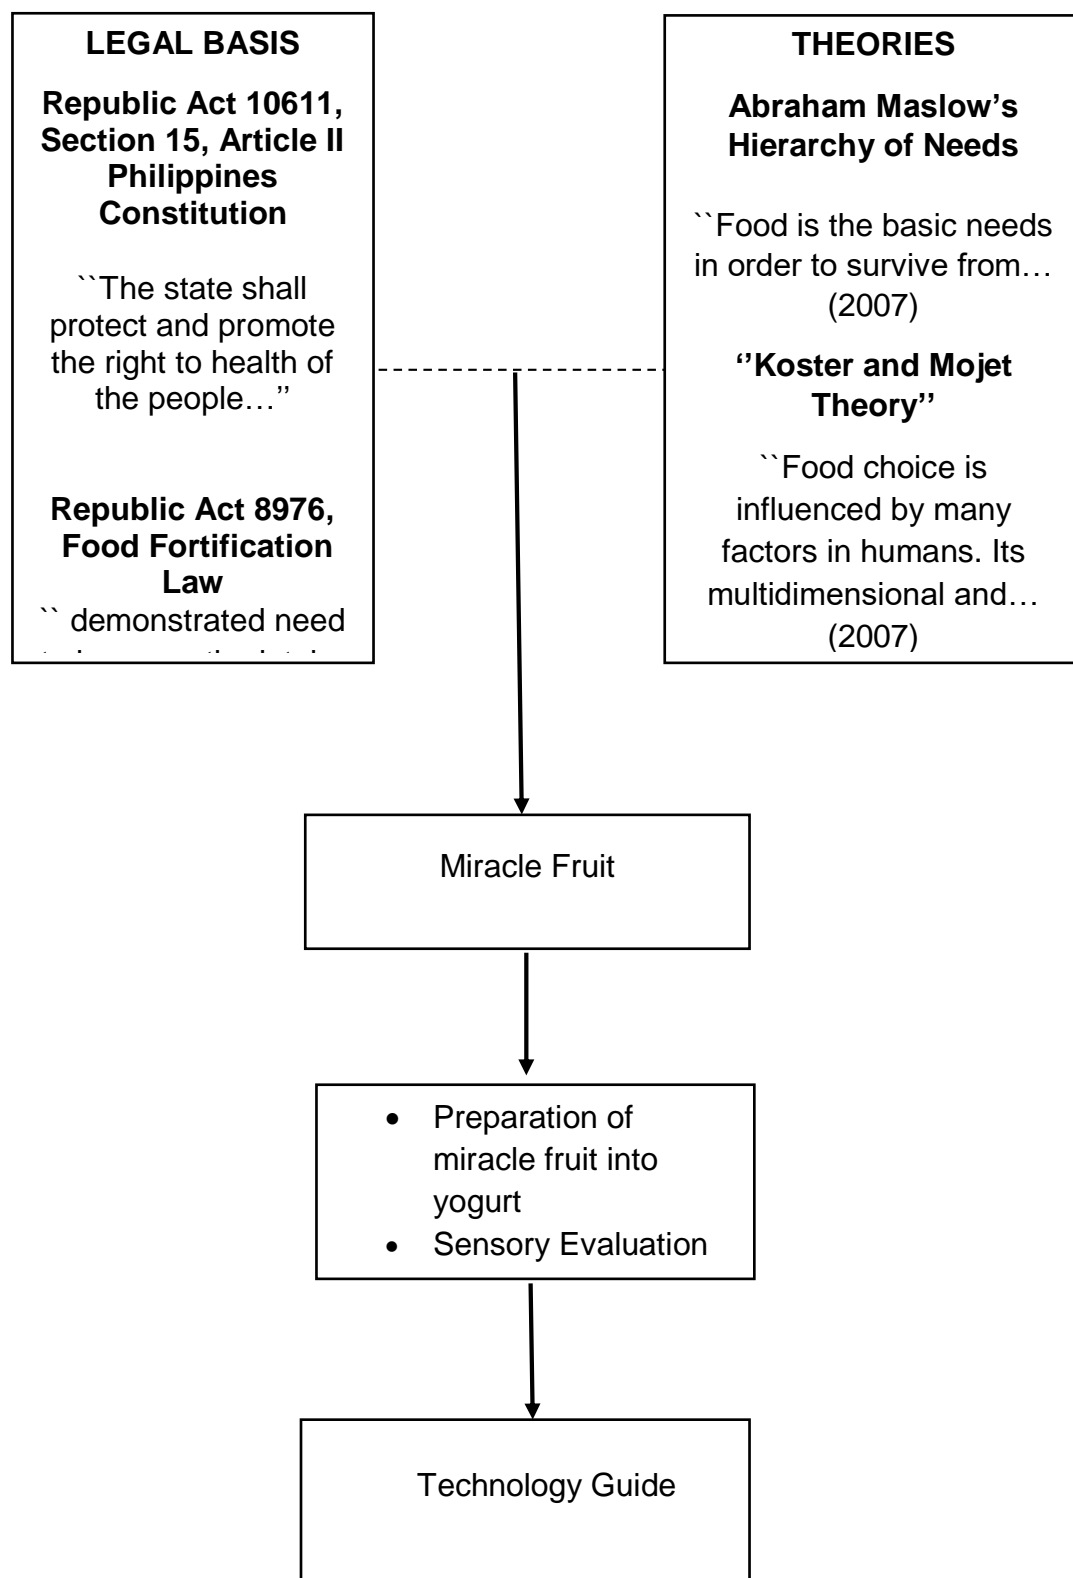 LEGAL BASIS
Republic Act 10611,
Section 15, Article II
Philippines
Constitution
``The state shall
protect and promote
the right to health of
the people…’’
Republic Act 8976,
Food Fortification
Law
`` demonstrated need
THEORIES
Abraham Maslow’s
Hierarchy of Needs
``Food is the basic needs
in order to survive from…
(2007)
‘’Koster and Mojet
Theory’’
``Food choice is
influenced by many
factors in humans. Its
multidimensional and…
(2007)
Miracle Fruit
• Preparation of
miracle fruit into
yogurt
• Sensory Evaluation
Technology Guide